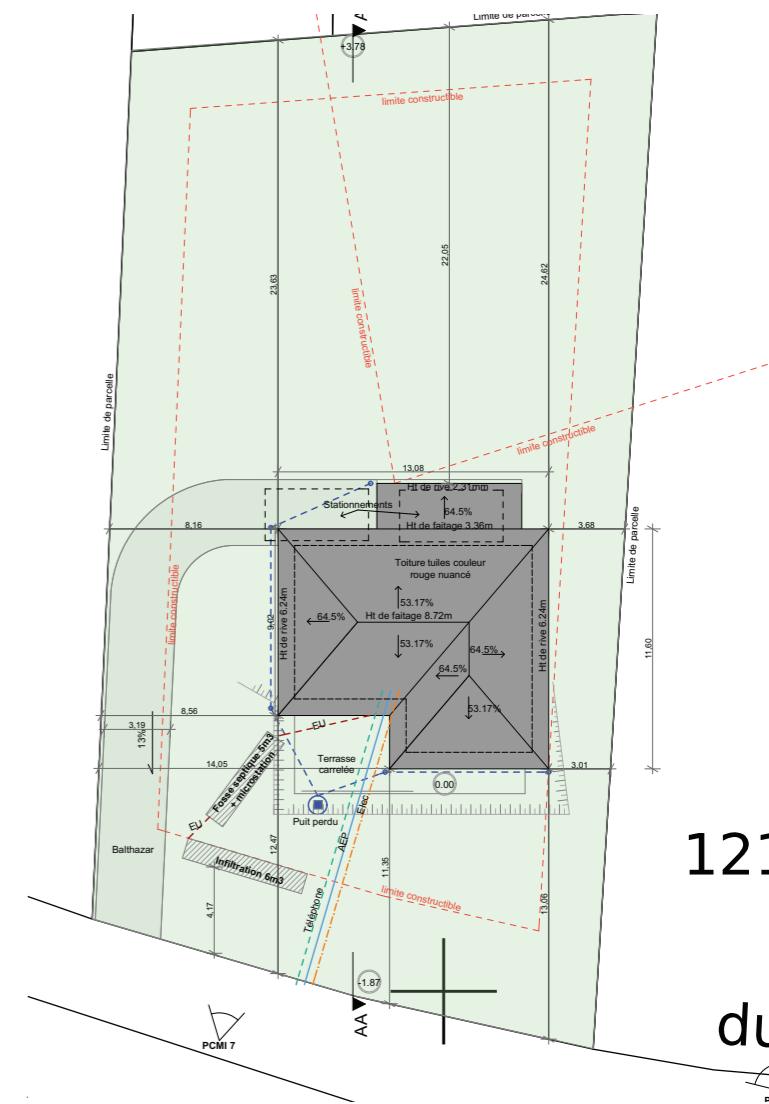 Limite de parcelle
A
+3.78
limite constructible
23,63
22,05
24,62
limite constructible
limite constructible
Limite de parcelle
13,08
Ht de rive 2.31mm
Stationnements
64.5%
Ht de faitage 3.36m
8,16
3,68
Limite de parcelle
Toiture tuiles couleur
rouge nuancé
limite constructible
9,02
Ht de rive 6.24m
64.5%
53.17%
Ht de faitage 8.72m
53.17%
64.5%
64.5%
53.17%
Ht de rive 6.24m
11,60
8,56
3,19
13%
EU
14,05
Fosse septique 5m3
+ microstation
Terrasse
carrelée
3,01
0.00
Puit perdu
EU
Elec
AEP
Téléphone
Balthazar
12,47
Infiltration 6m3
11,35
limite constructible
13,06
4,17
121
-1.87
AA
PCMI 7
du
P